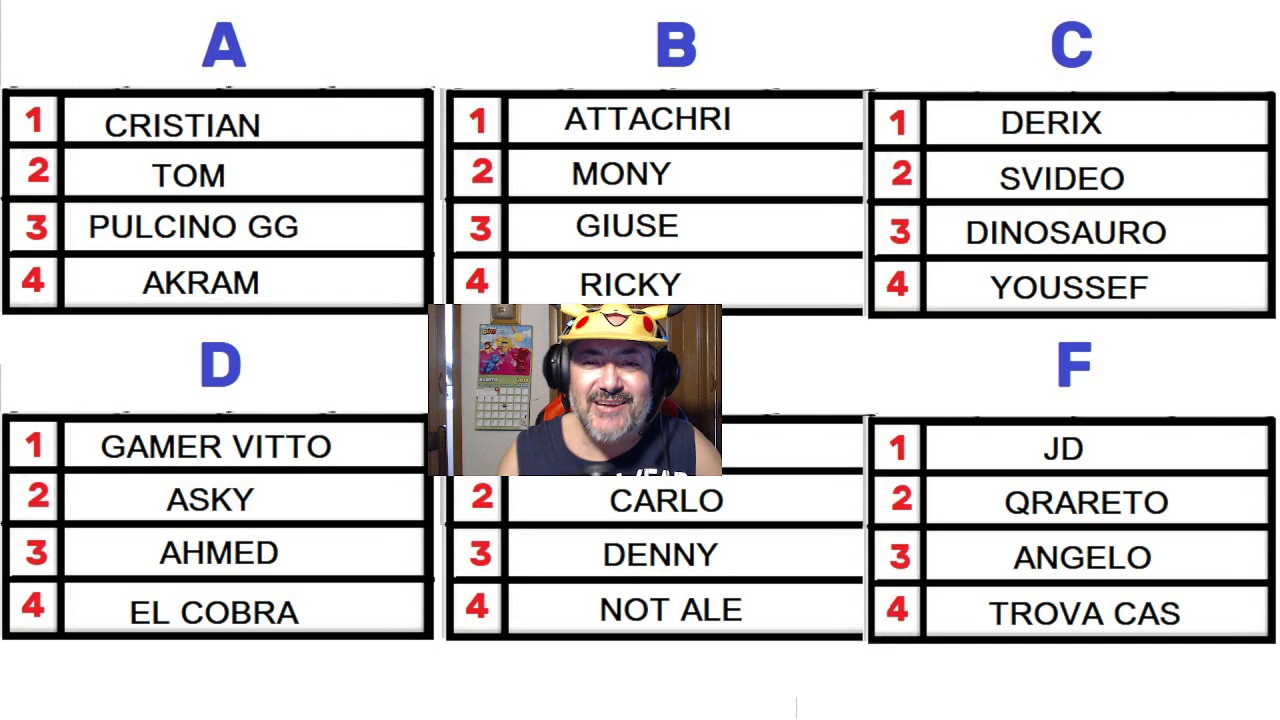 A
1 CRISTIAN
2 TOM
3 PULCINO GG
4 AKRAM
B
1 ATTACHRI
2 MONY
3 GIUSE
4 RICKY
C
1 DERIX
2 SVIDEO
3 DINOSAURO
4 YOUSSEF
D
1 GAMER VITTO
2 ASKY
3 AHMED
4 EL COBRA
AGOSTO
2 CARLO
3 DENNY
4 NOT ALE
F
1 JD
2 QRARETO
3 ANGELO
4 TROVA CAS